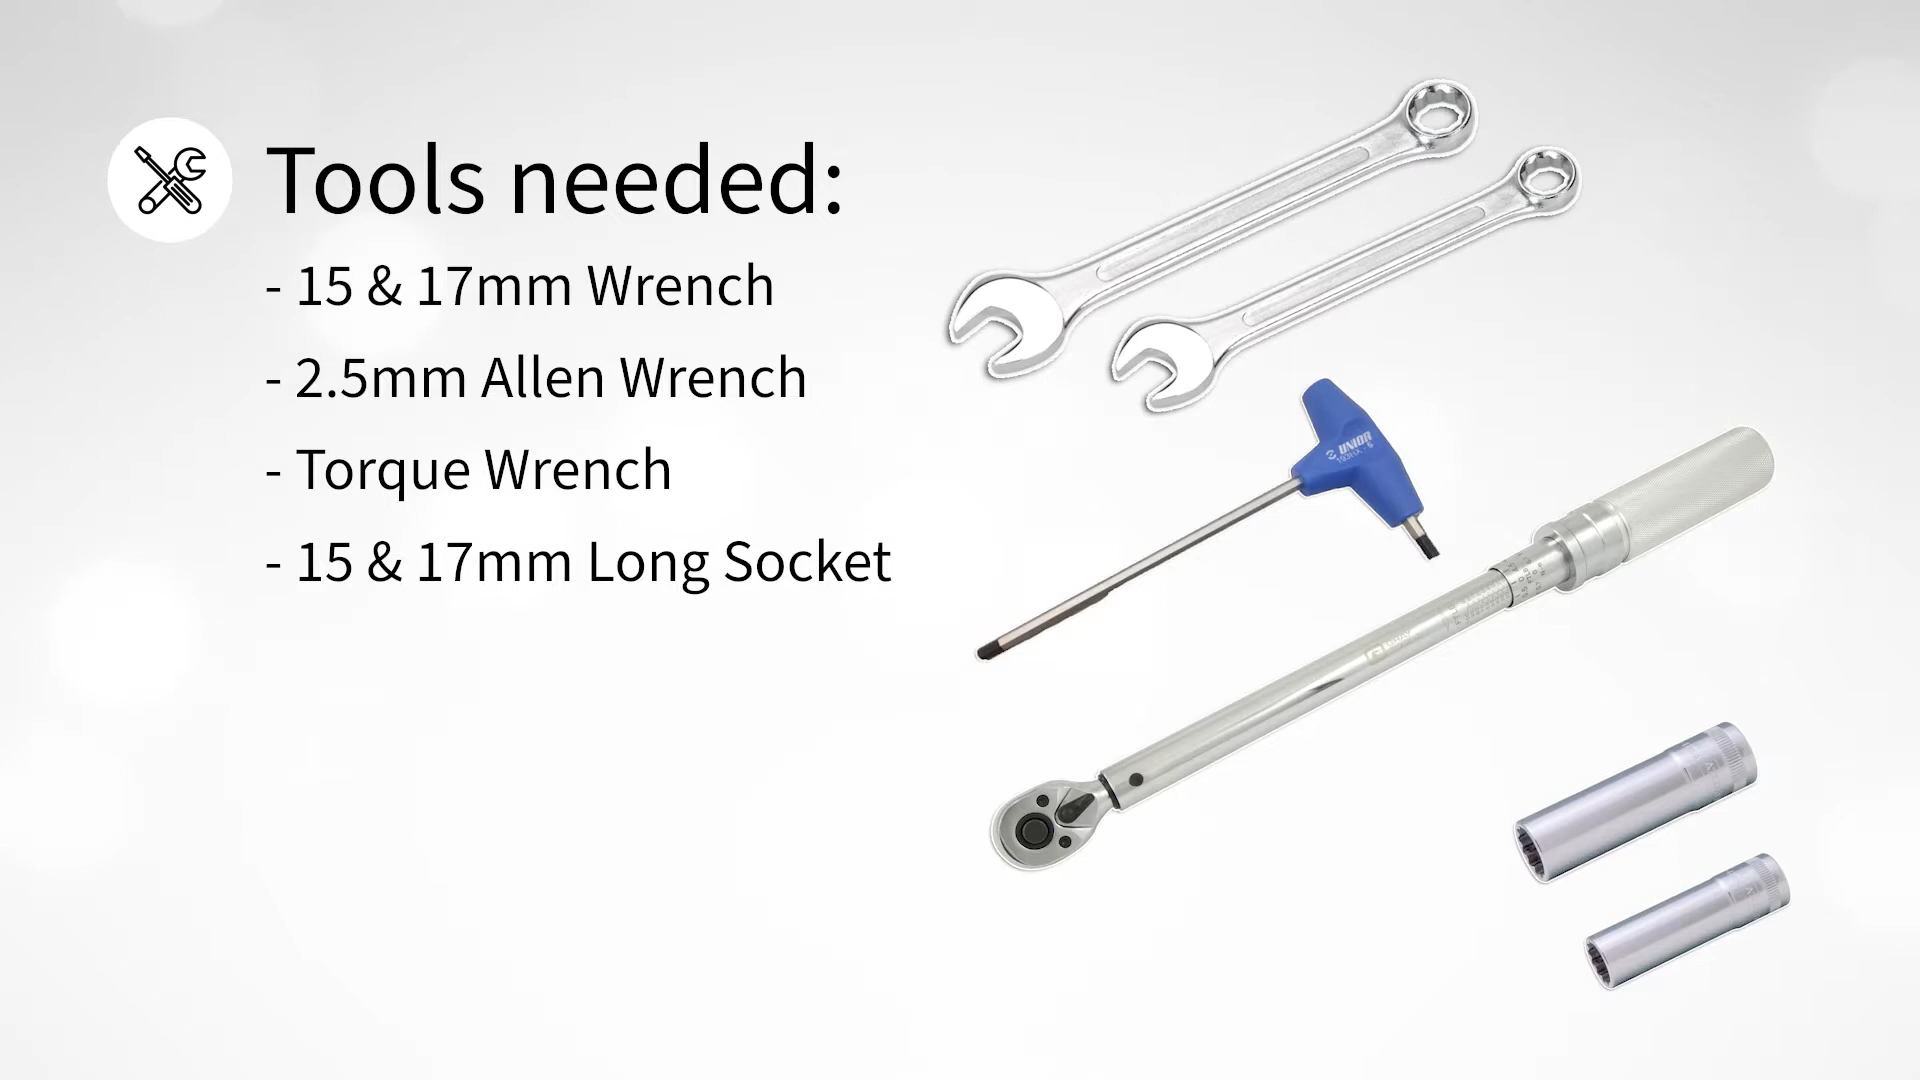 Tools needed:
- 15 & 17mm Wrench
- 2.5mm Allen Wrench
- Torque Wrench
- 15 & 17mm Long Socket
UNIOR